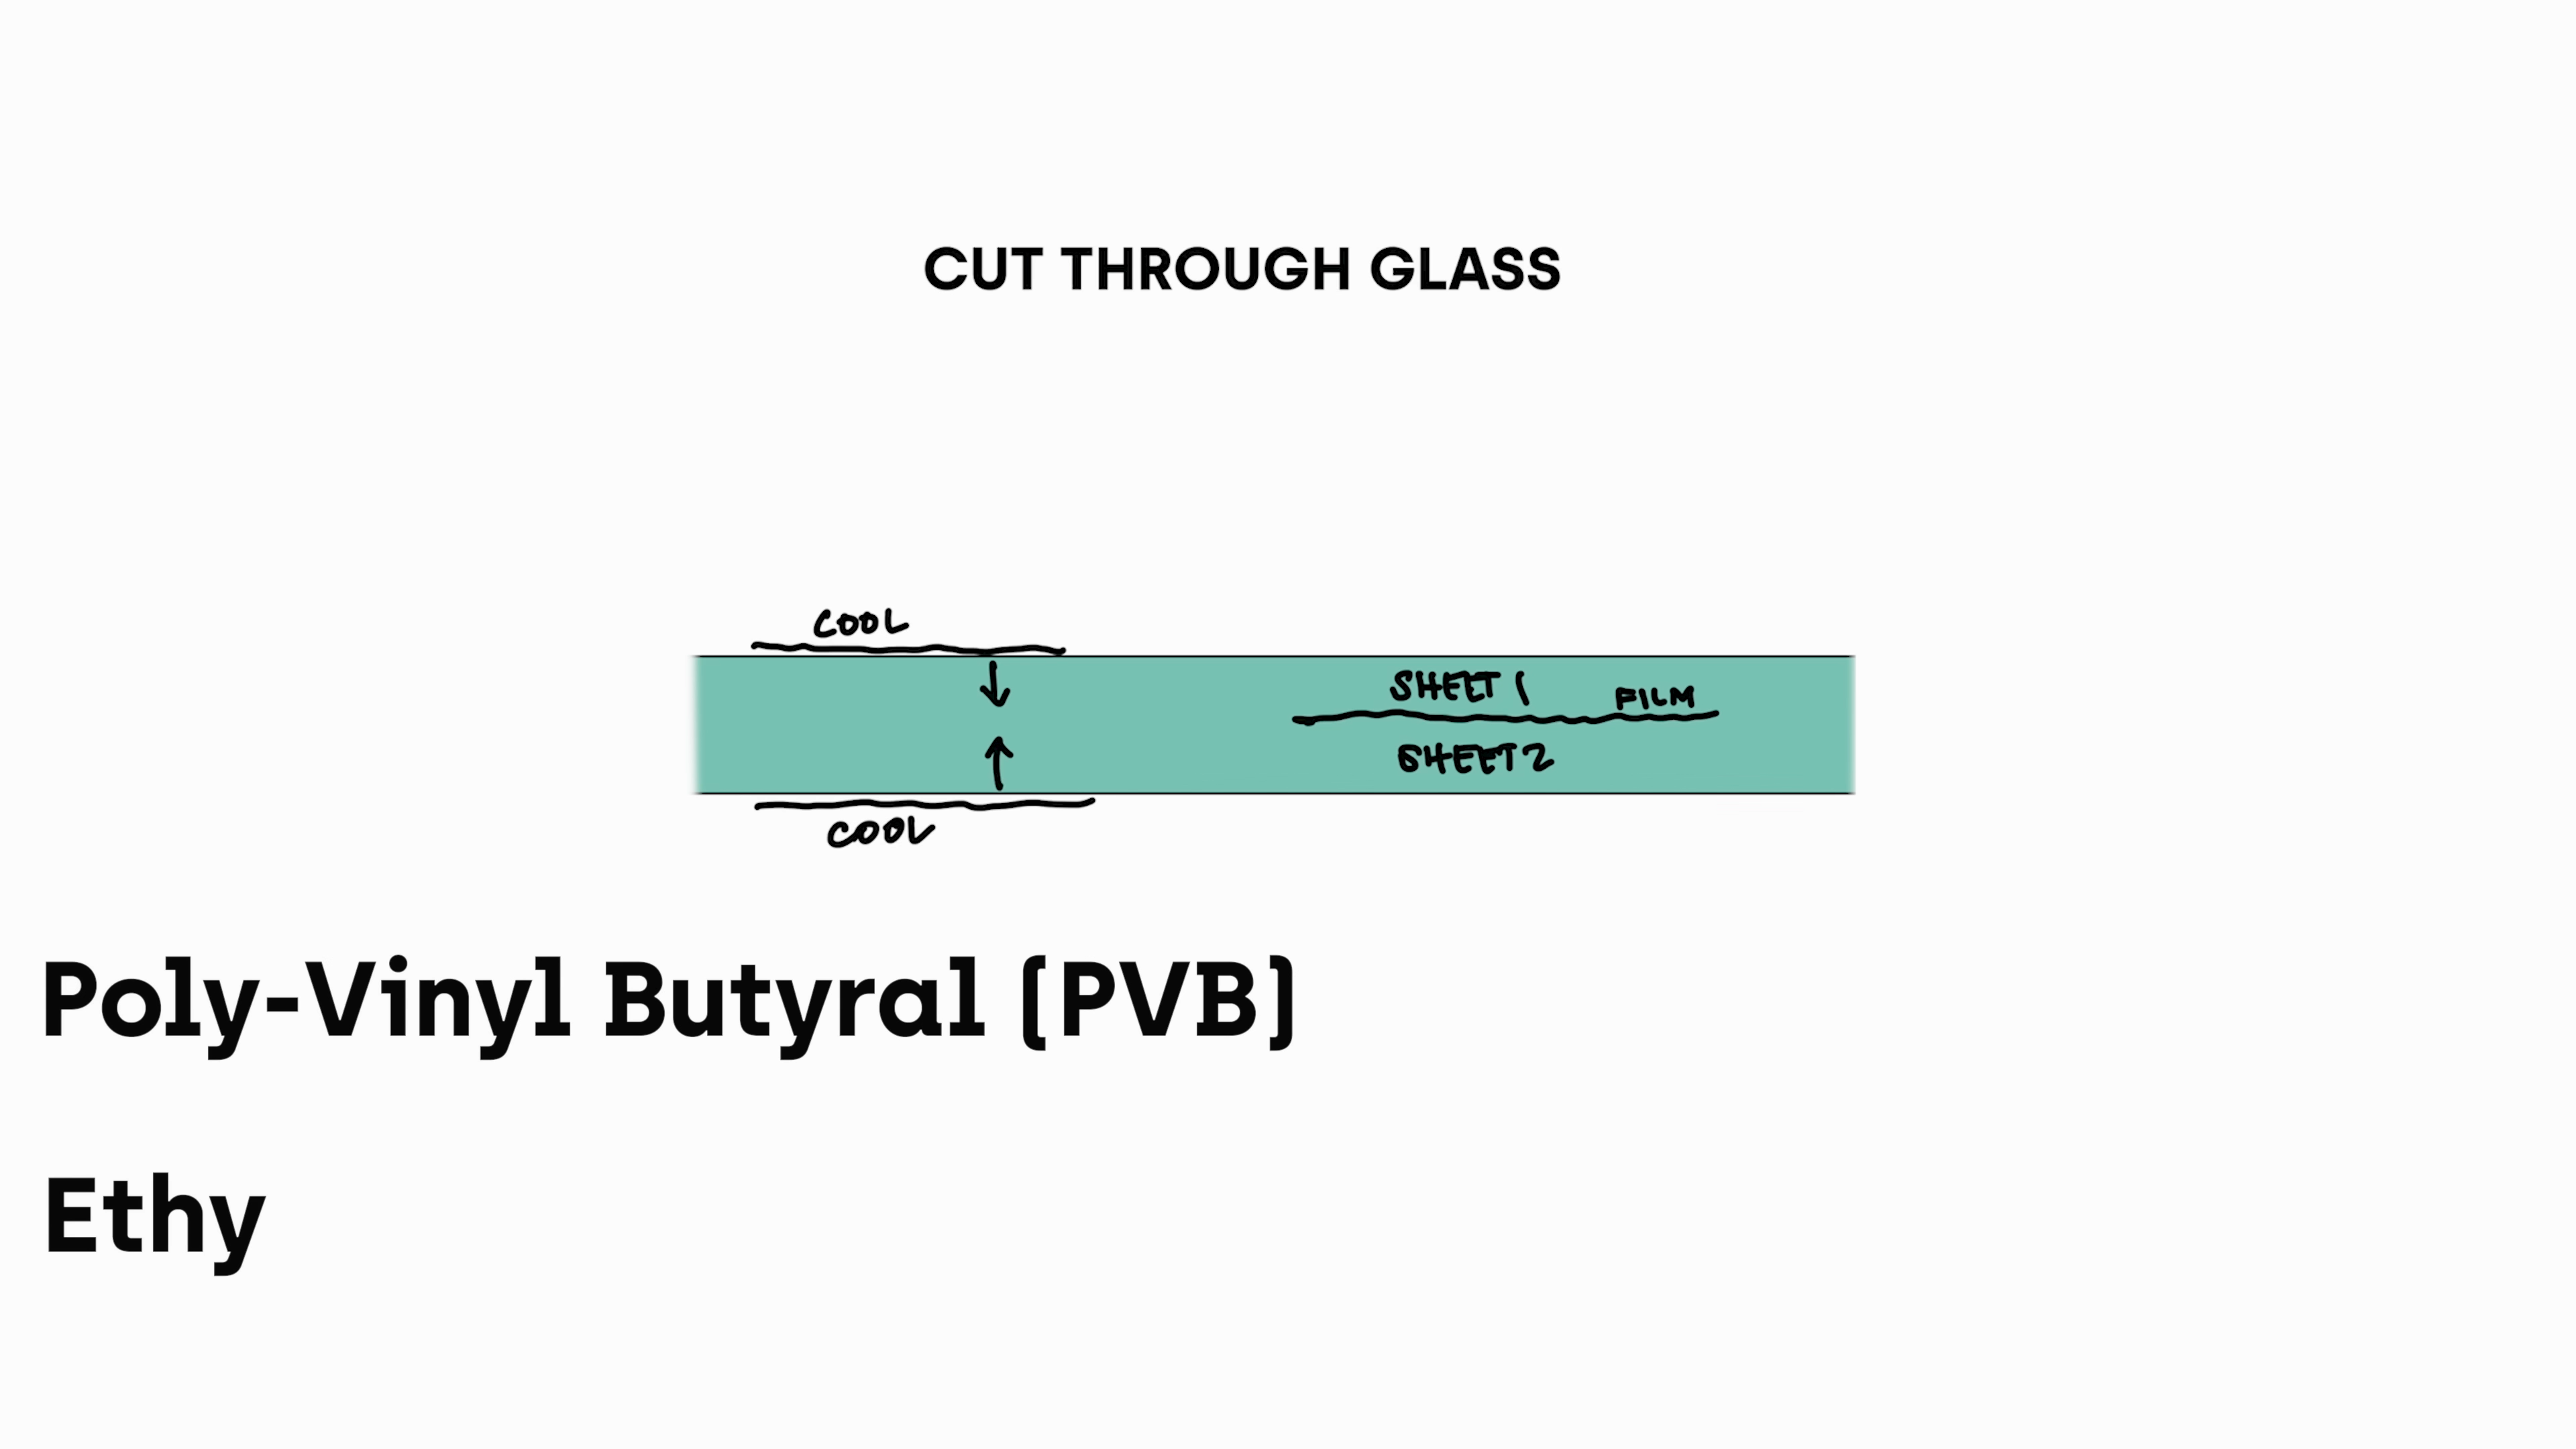 CUT THROUGH GLASS
COOL
SHEET 1
FILM
SHEET 2
COOL
Poly-Vinyl Butyral (PVB)
Ethy